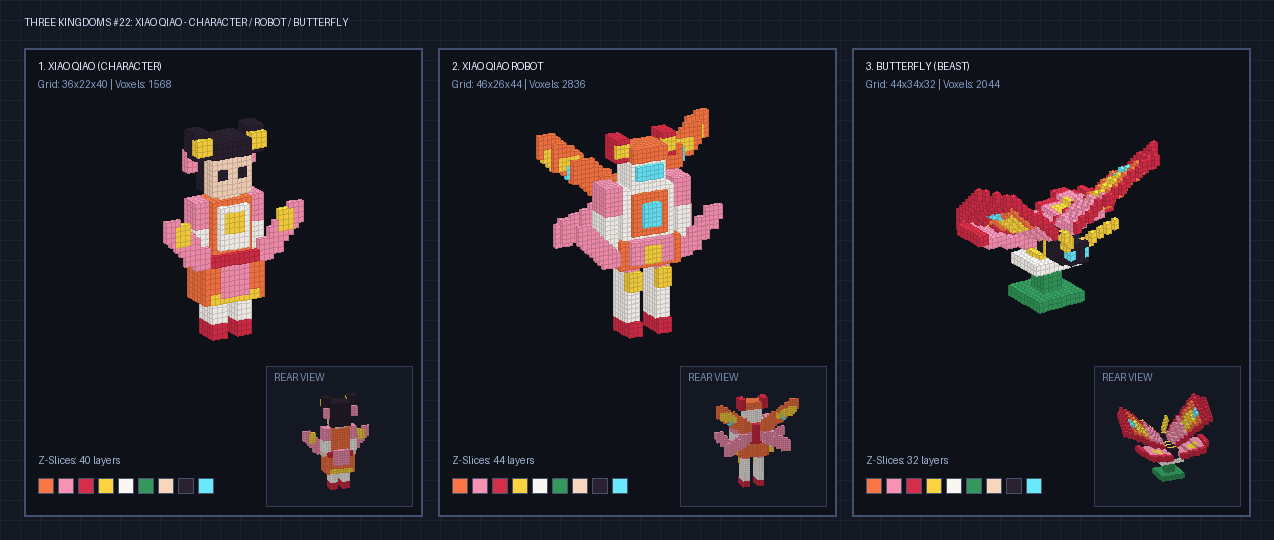 THREE KINGDOMS #22: XIAO QIAO - CHARACTER / ROBOT / BUTTERFLY
1. XIAO QIAO (CHARACTER)
Grid: 36x22x40 | Voxels: 1568
REAR VIEW
Z-Slices: 40 layers
2. XIAO QIAO ROBOT
Grid: 46x26x44 | Voxels: 2836
REAR VIEW
Z-Slices: 44 layers
3. BUTTERFLY (BEAST)
Grid: 44x34x32 | Voxels: 2044
REAR VIEW
Z-Slices: 32 layers